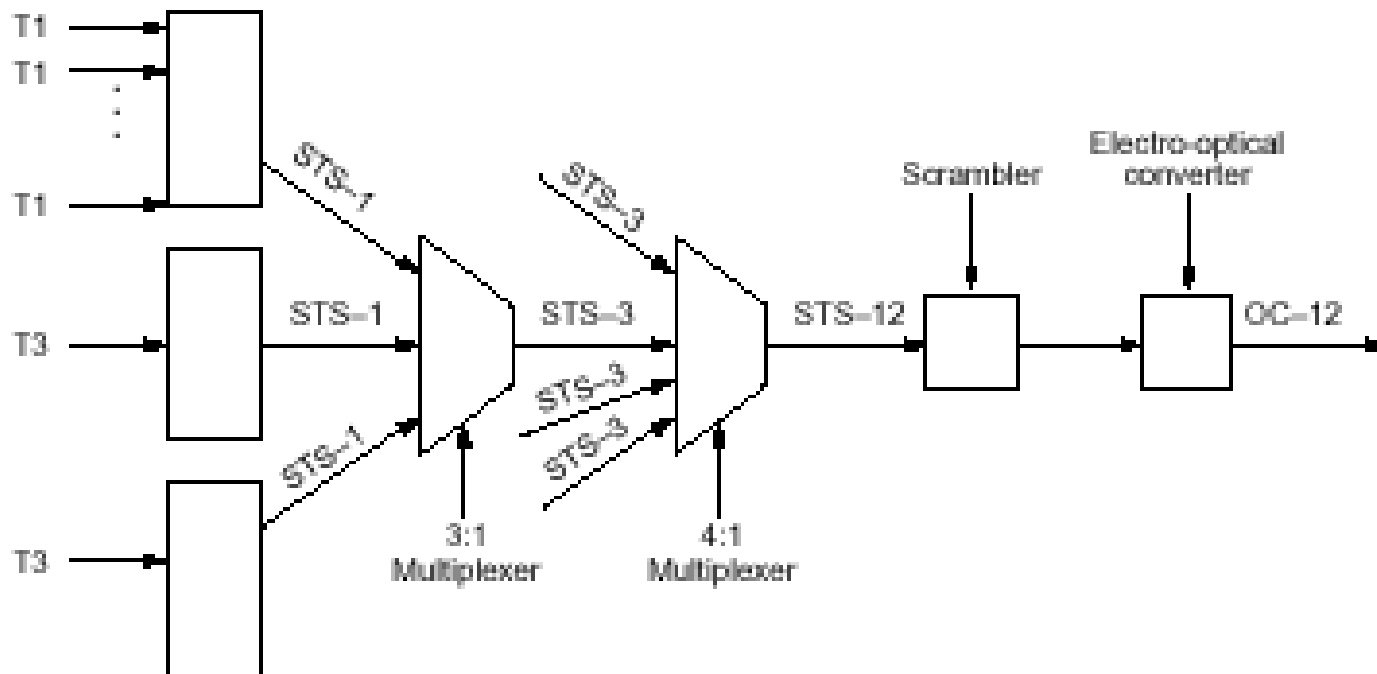 T1
T1
T1
STS–1
STS–3
Scrambler
Electro-optical
converter
T3
STS–1
STS–3
STS–12
OC–12
STS–3
STS–1
STS–3
T3
3:1
Multiplexer
4:1
Multiplexer